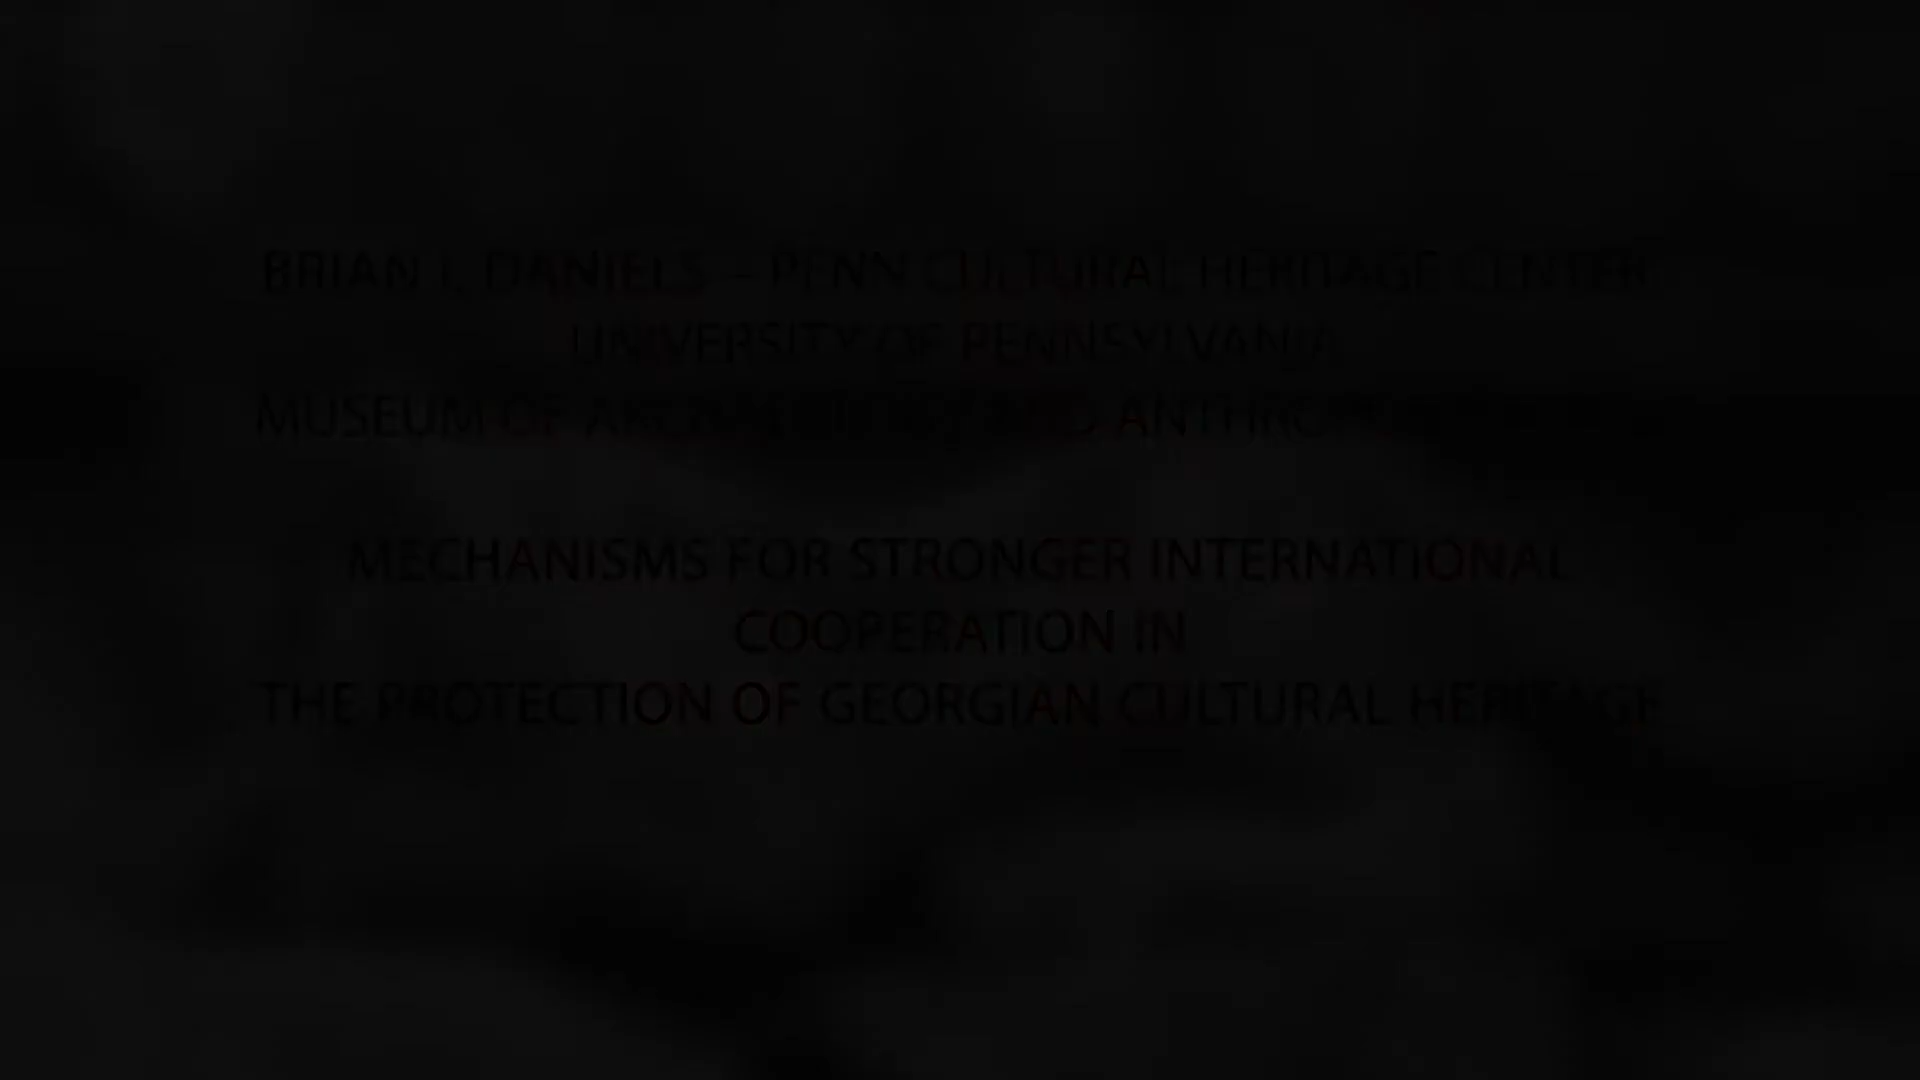 BRIAN I. DANIELS – PENN CULTURAL HERITAGE CENTER
UNIVERSITY OF PENNSYLVANIA
MUSEUM OF ARCHAEOLOGY AND
MECHANISMS FOR STRONGER INTERNATIONAL
COOPERATION IN
THE PROTECTION OF GEORGIAN CULTURAL HERITAGE